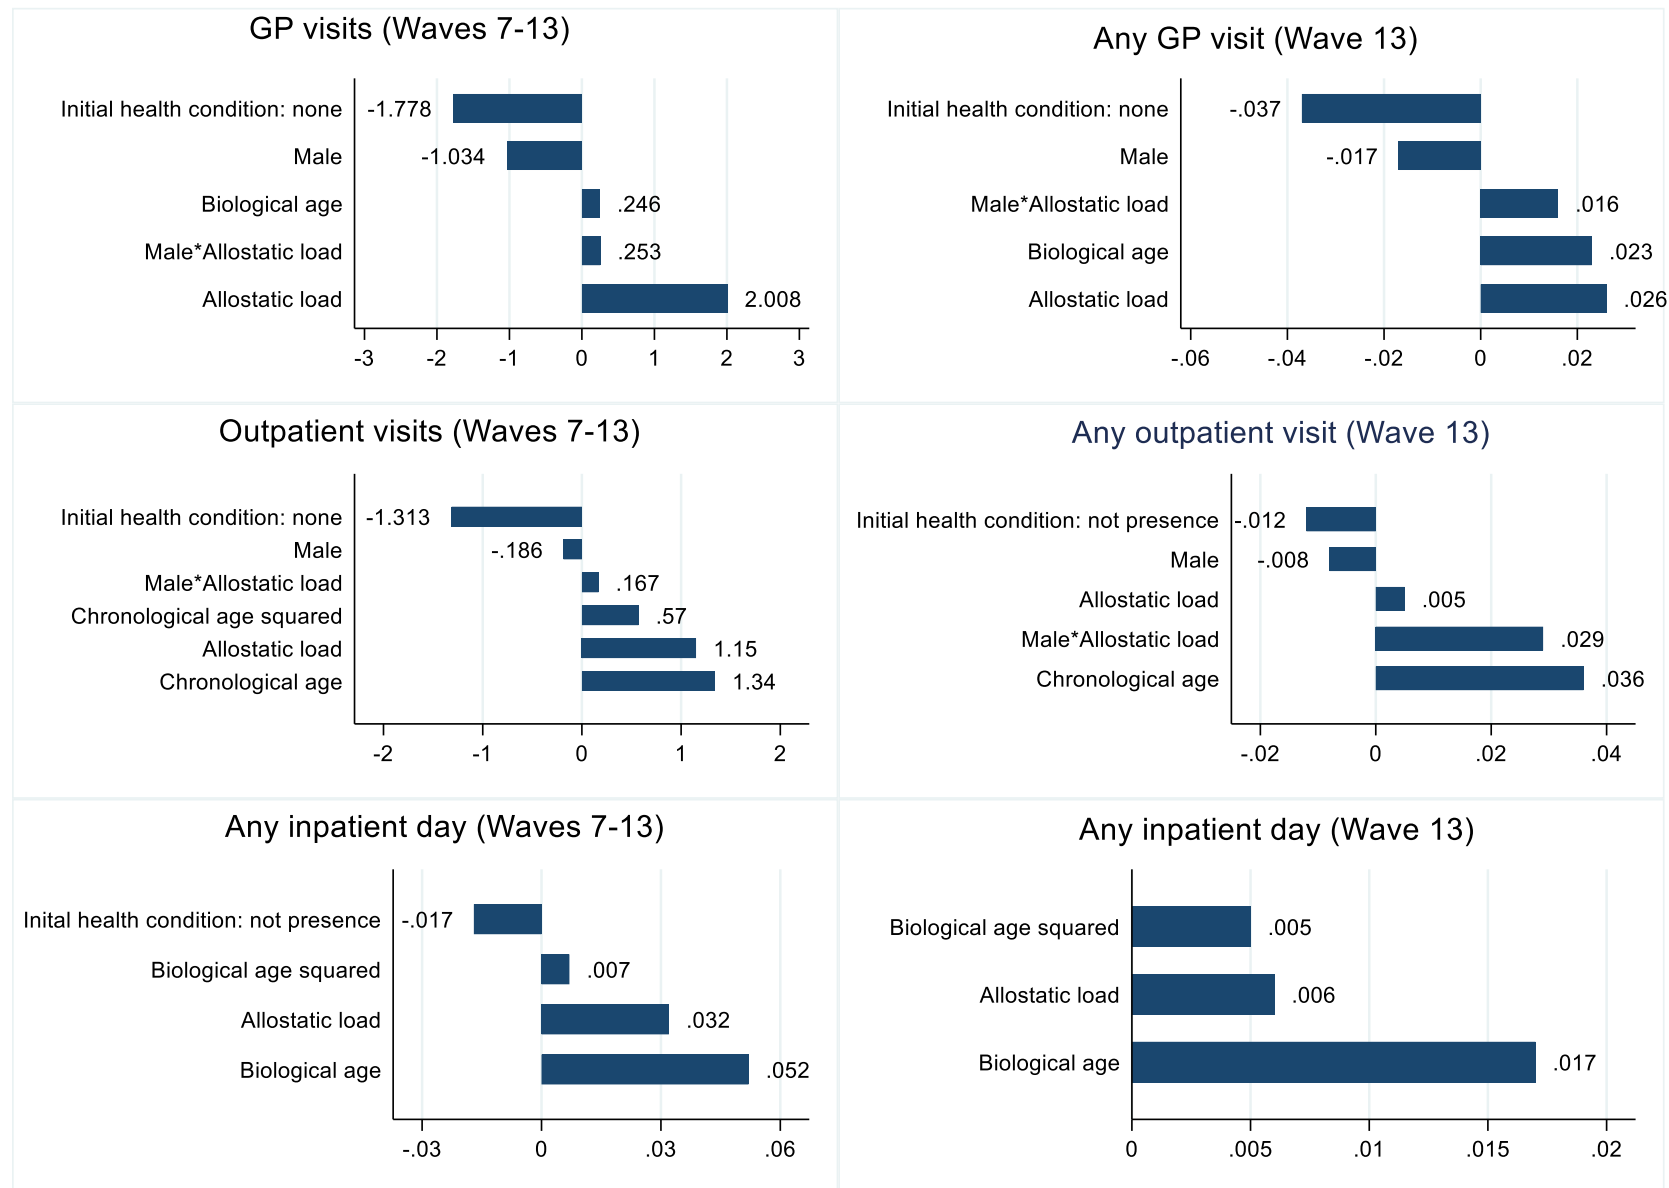 GP visits (Waves 7-13)
Initial health condition: none -1.778
Male -1.034
Biological age .246
Male*Allostatic load .253
Allostatic load 2.008
-3 -2 -1 0 1 2 3
Any GP visit (Wave 13)
Initial health condition: none -.037
Male -.017
Male*Allostatic load .016
Biological age .023
Allostatic load .026
-.06 -.04 -.02 0 .02
Outpatient visits (Waves 7-13)
Initial health condition: none -1.313
Male -.186
Male*Allostatic load .167
Chronological age squared .57
Allostatic load 1.15
Chronological age 1.34
-2 -1 0 1 2
Any outpatient visit (Wave 13)
Initial health condition: not presence -.012
Male -.008
Allostatic load .005
Male*Allostatic load .029
Chronological age .036
-.02 0 .02 .04
Any inpatient day (Waves 7-13)
Inital health condition: not presence -.017
Biological age squared .007
Allostatic load .032
Biological age .052
-.03 0 .03 .06
Any inpatient day (Wave 13)
Biological age squared .005
Allostatic load .006
Biological age .017
0 .005 .01 .015 .02